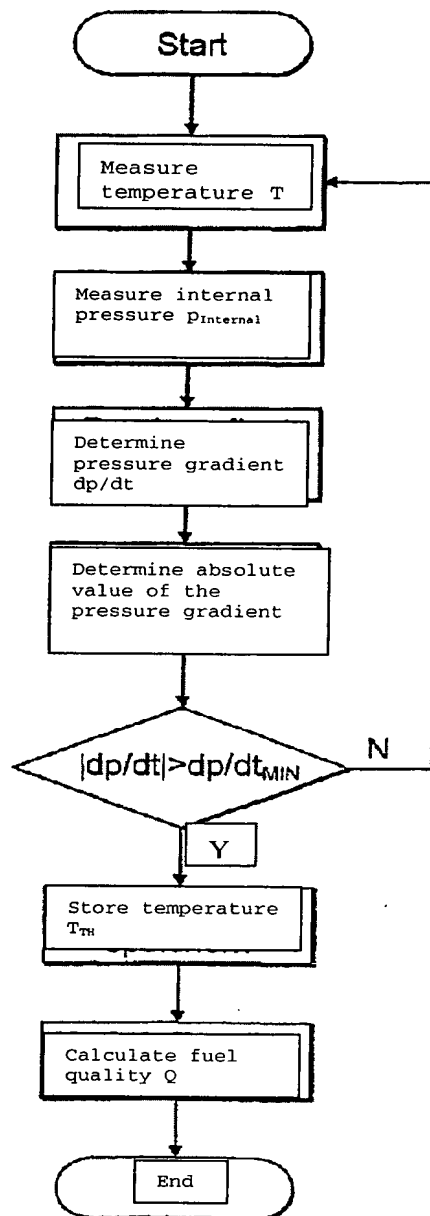 Start
Measure
temperature T
Measure internal
pressure pInternal
Determine
pressure gradient
dp/dt
Determine absolute
value of the
pressure gradient
|dp/dt|>dp/dtMIN
N
Y
Store temperature
TTH
Calculate fuel
quality Q
End